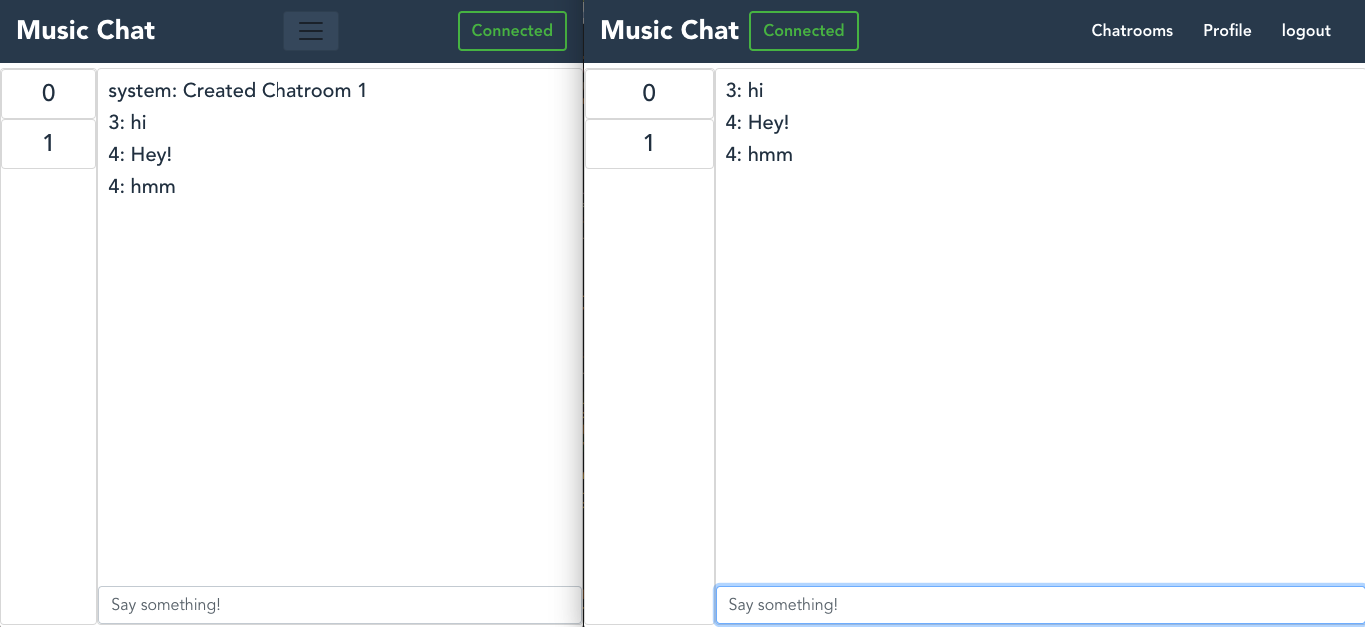 Music Chat
Connected
0
1
system: Created Chatroom 1
3: hi
4: Hey!
4: hmm
Say something!
Music Chat
Connected
Chatrooms
Profile
logout
0
1
3: hi
4: Hey!
4: hmm
Say something!